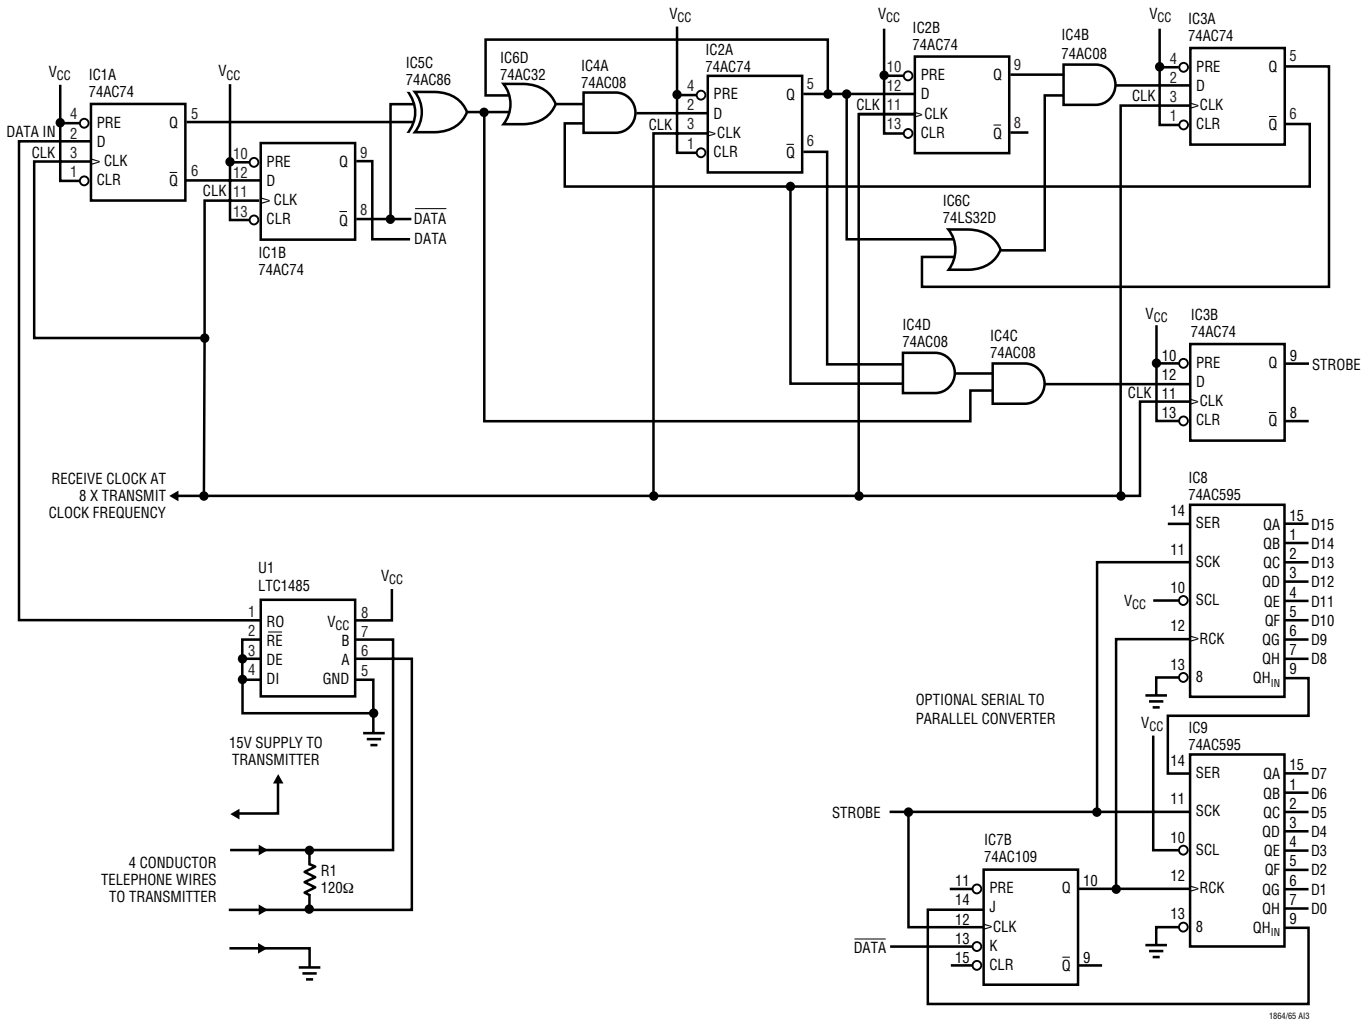 VCC
IC1A
74AC74
4
PRE
DATA IN
2
D
CLK
3
CLK
1
CLR
Q
5
Q̅
6
VCC
10
PRE
12
D
CLK
11
CLK
13
CLR
Q
9
Q̅
8
IC1B
74AC74
D̅A̅T̅A̅
DATA
IC5C
74AC86
IC6D
74AC32
IC4A
74AC08
VCC
IC2A
74AC74
4
PRE
2
D
CLK
3
CLK
1
CLR
Q
5
Q̅
6
VCC
IC2B
74AC74
10
PRE
12
D
CLK
11
CLK
13
CLR
Q
9
Q̅
8
IC4B
74AC08
VCC
IC3A
74AC74
4
PRE
2
D
CLK
3
CLK
1
CLR
Q
5
Q̅
6
IC6C
74LS32D
IC4D
74AC08
IC4C
74AC08
VCC
IC3B
74AC74
10
PRE
12
D
CLK
11
CLK
13
CLR
Q
9
STROBE
Q̅
8
RECEIVE CLOCK AT
8 X TRANSMIT
CLOCK FREQUENCY
U1
LTC1485
VCC
1
RO
2
R̅E̅
3
DE
4
DI
VCC
8
B
7
A
6
GND
5
15V SUPPLY TO
TRANSMITTER
4 CONDUCTOR
TELEPHONE WIRES
TO TRANSMITTER
R1
120Ω
IC8
74AC595
14
SER
11
SCK
VCC
10
SCL
12
RCK
13
8
QA
15
D15
QB
1
D14
QC
2
D13
QD
3
D12
QE
4
D11
QF
5
D10
QG
6
D9
QH
7
D8
QHIN
9
OPTIONAL SERIAL TO
PARALLEL CONVERTER
VCC
IC9
74AC595
14
SER
11
SCK
10
SCL
12
RCK
13
8
QA
15
D7
QB
1
D6
QC
2
D5
QD
3
D4
QE
4
D3
QF
5
D2
QG
6
D1
QH
7
D0
QHIN
9
STROBE
IC7B
74AC109
11
PRE
14
J
12
CLK
D̅A̅T̅A̅
13
K
15
CLR
Q
10
Q̅
9
1864/65 AI3